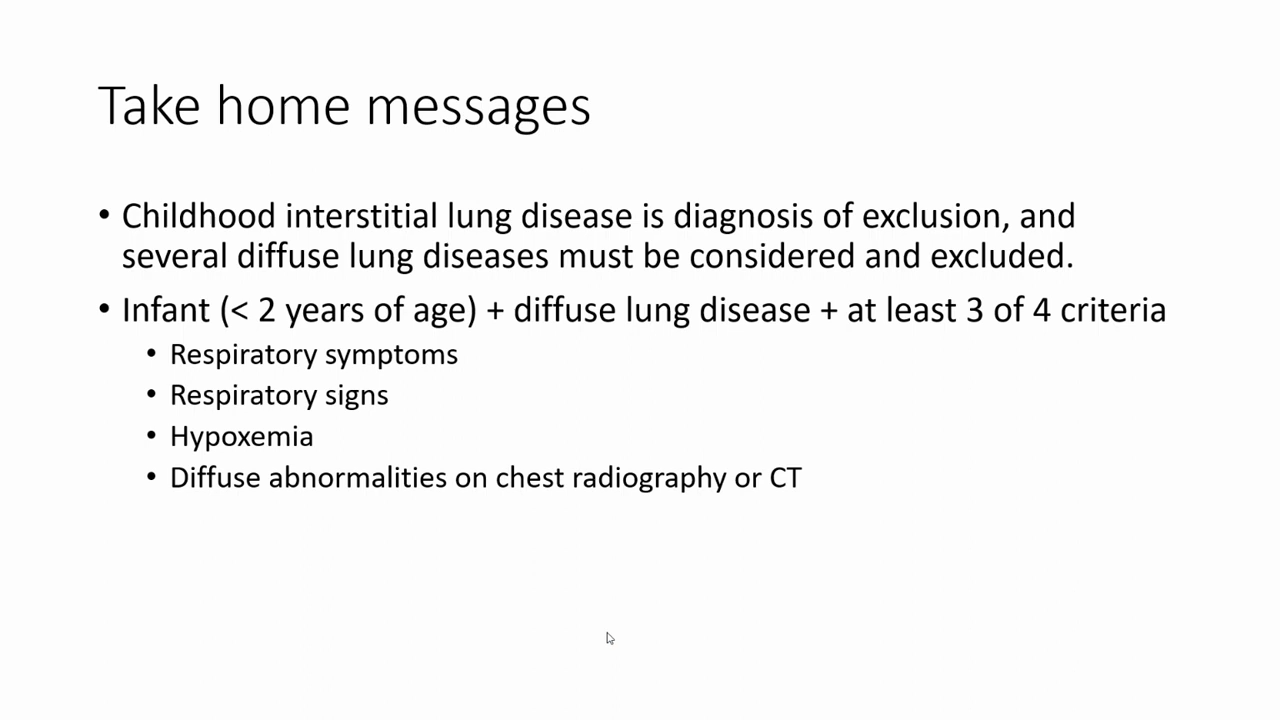 Take home messages
• Childhood interstitial lung disease is diagnosis of exclusion, and
several diffuse lung diseases must be considered and excluded.
• Infant (< 2 years of age) + diffuse lung disease + at least 3 of 4 criteria
• Respiratory symptoms
• Respiratory signs
• Hypoxemia
• Diffuse abnormalities on chest radiography or CT